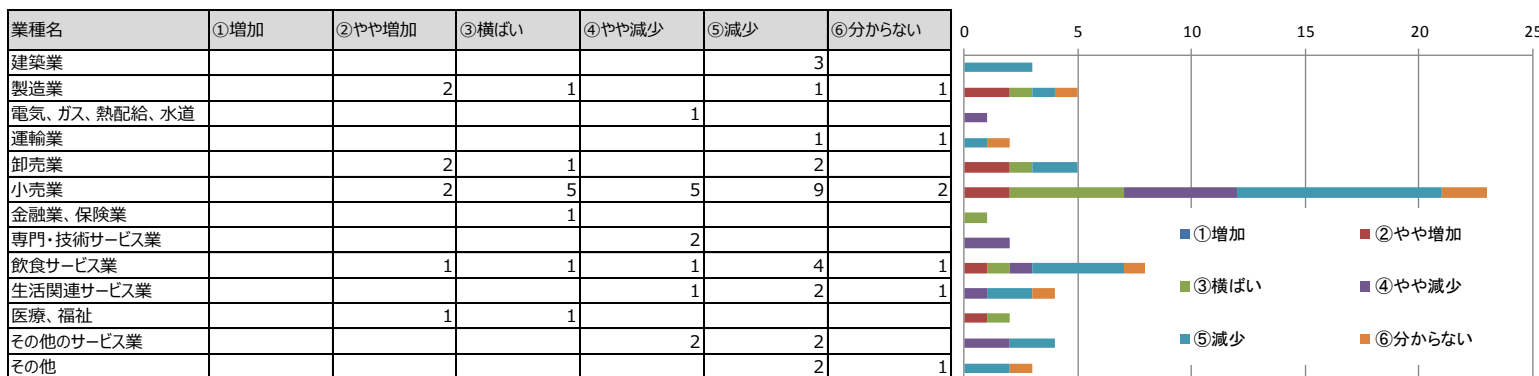 業種名 ①増加 ②やや増加 ③横ばい ④やや減少 ⑤減少 ⑥分からない
建築業 3
製造業 2 1 1 1
電気、ガス、熱配給、水道 1
運輸業 1 1
卸売業 2 1 2
小売業 2 5 5 9 2
金融業、保険業 1
専門・技術サービス業 2
飲食サービス業 1 1 1 4 1
生活関連サービス業 1 2 1
医療、福祉 1 1
その他のサービス業 2 2
その他 2 1
0 5 10 15 20 25
■①増加 ■②やや増加
■③横ばい ■④やや減少
■⑤減少 ■⑥分からない